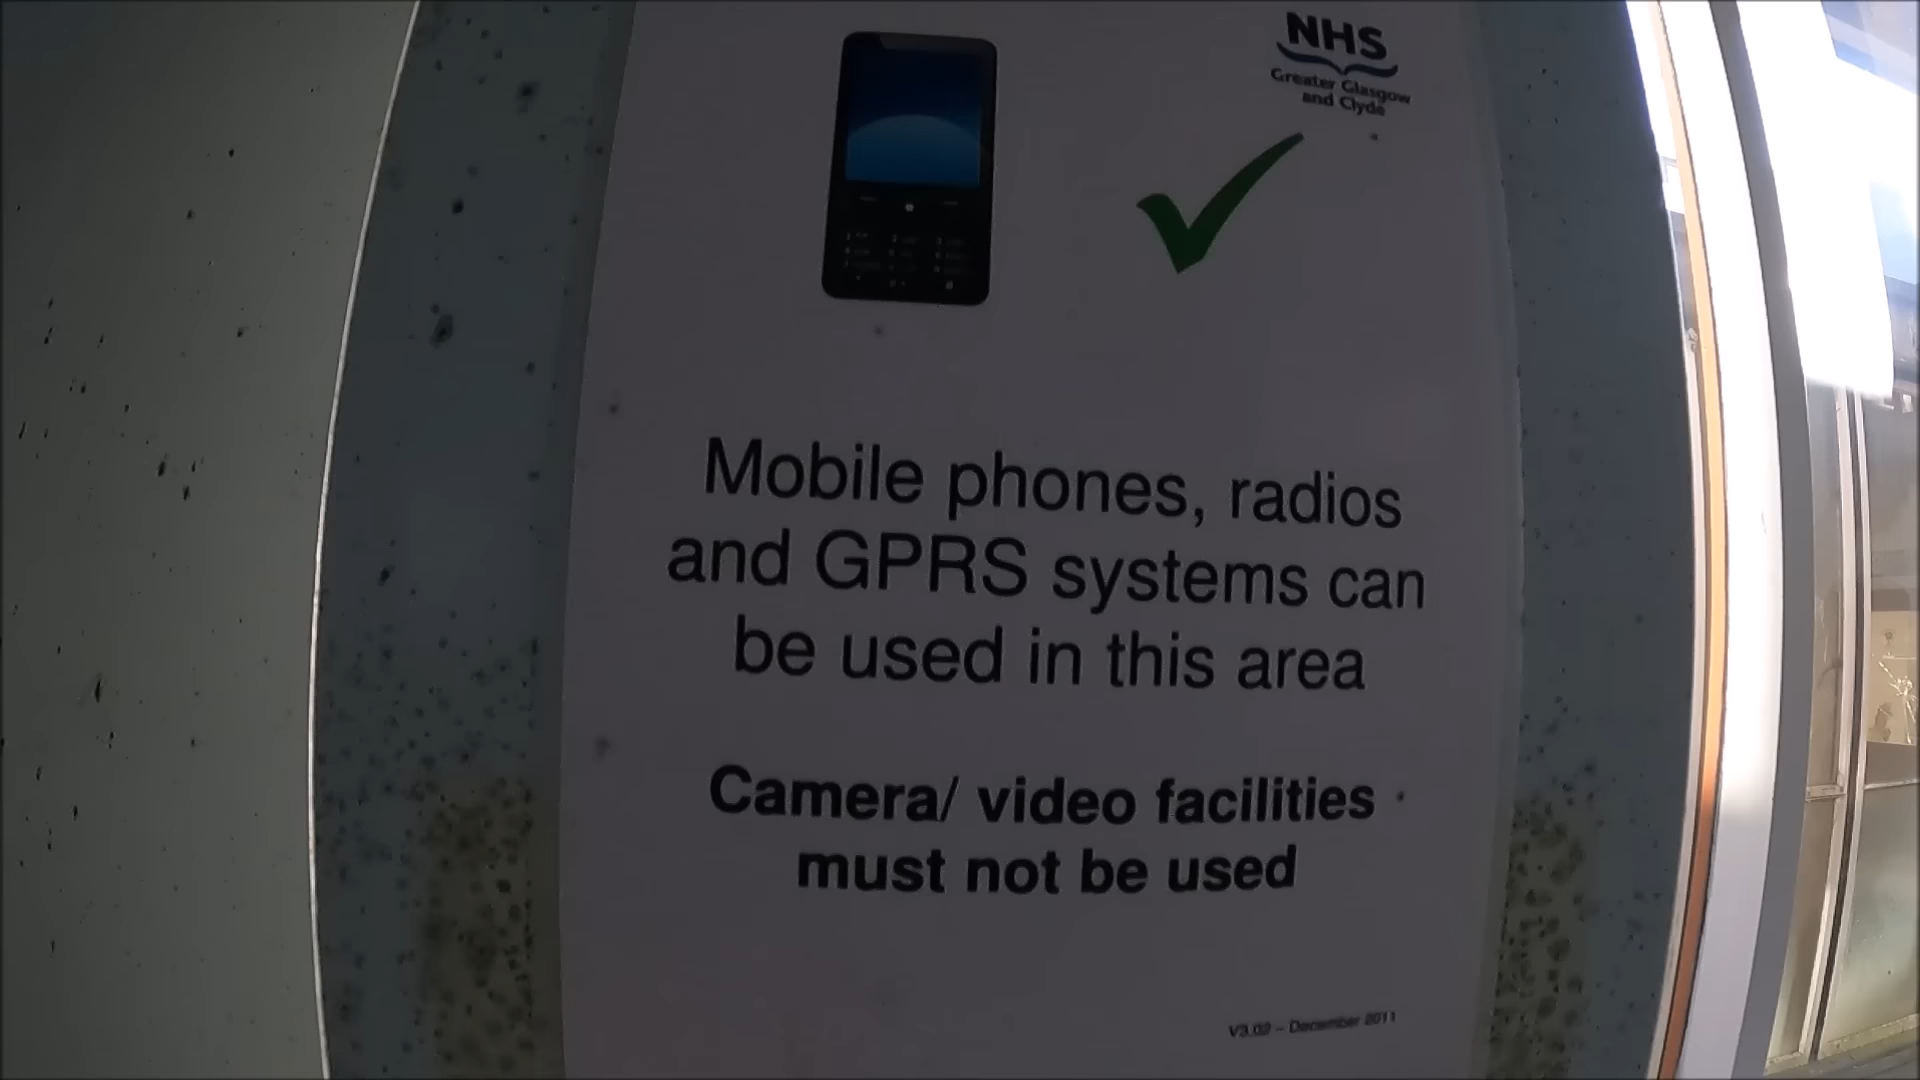 NHS
Greater Glasgow
and Clyde
Mobile phones, radios
and GPRS systems can
be used in this area
Camera/ video facilities
must not be used
V3.02 – December 2011